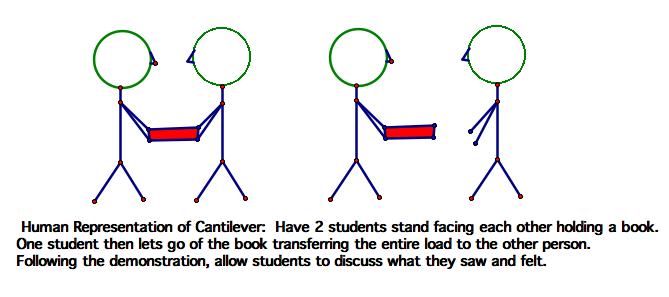 Human Representation of Cantilever: Have 2 students stand facing each other holding a book.
One student then lets go of the book transferring the entire load to the other person.
Following the demonstration, allow students to discuss what they saw and felt.